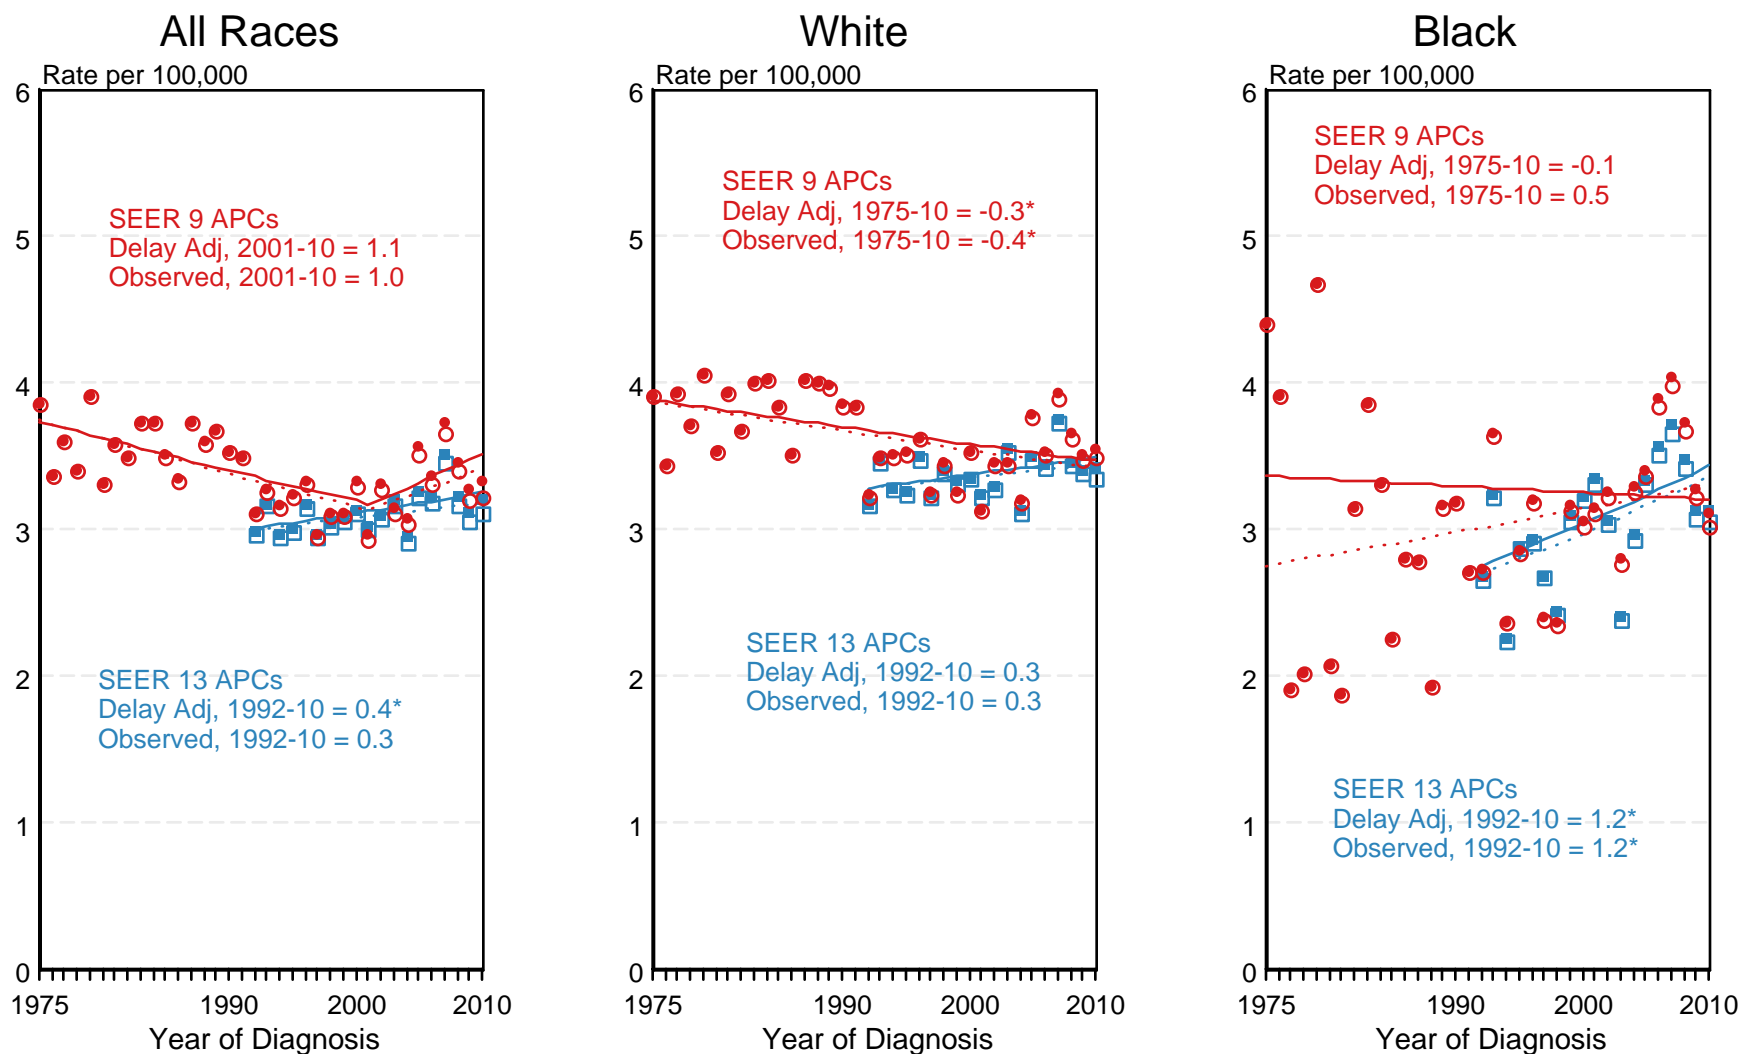 All Races
Rate per 100,000
6
5
4
3
2
1
0
SEER 9 APCs
Delay Adj, 2001-10 = 1.1
Observed, 2001-10 = 1.0
SEER 13 APCs
Delay Adj, 1992-10 = 0.4*
Observed, 1992-10 = 0.3
1975 1990 2000 2010
Year of Diagnosis
White
Rate per 100,000
6
5
4
3
2
1
0
SEER 9 APCs
Delay Adj, 1975-10 = -0.3*
Observed, 1975-10 = -0.4*
SEER 13 APCs
Delay Adj, 1992-10 = 0.3
Observed, 1992-10 = 0.3
1975 1990 2000 2010
Year of Diagnosis
Black
Rate per 100,000
6
5
4
3
2
1
0
SEER 9 APCs
Delay Adj, 1975-10 = -0.1
Observed, 1975-10 = 0.5
SEER 13 APCs
Delay Adj, 1992-10 = 1.2*
Observed, 1992-10 = 1.2*
1975 1990 2000 2010
Year of Diagnosis